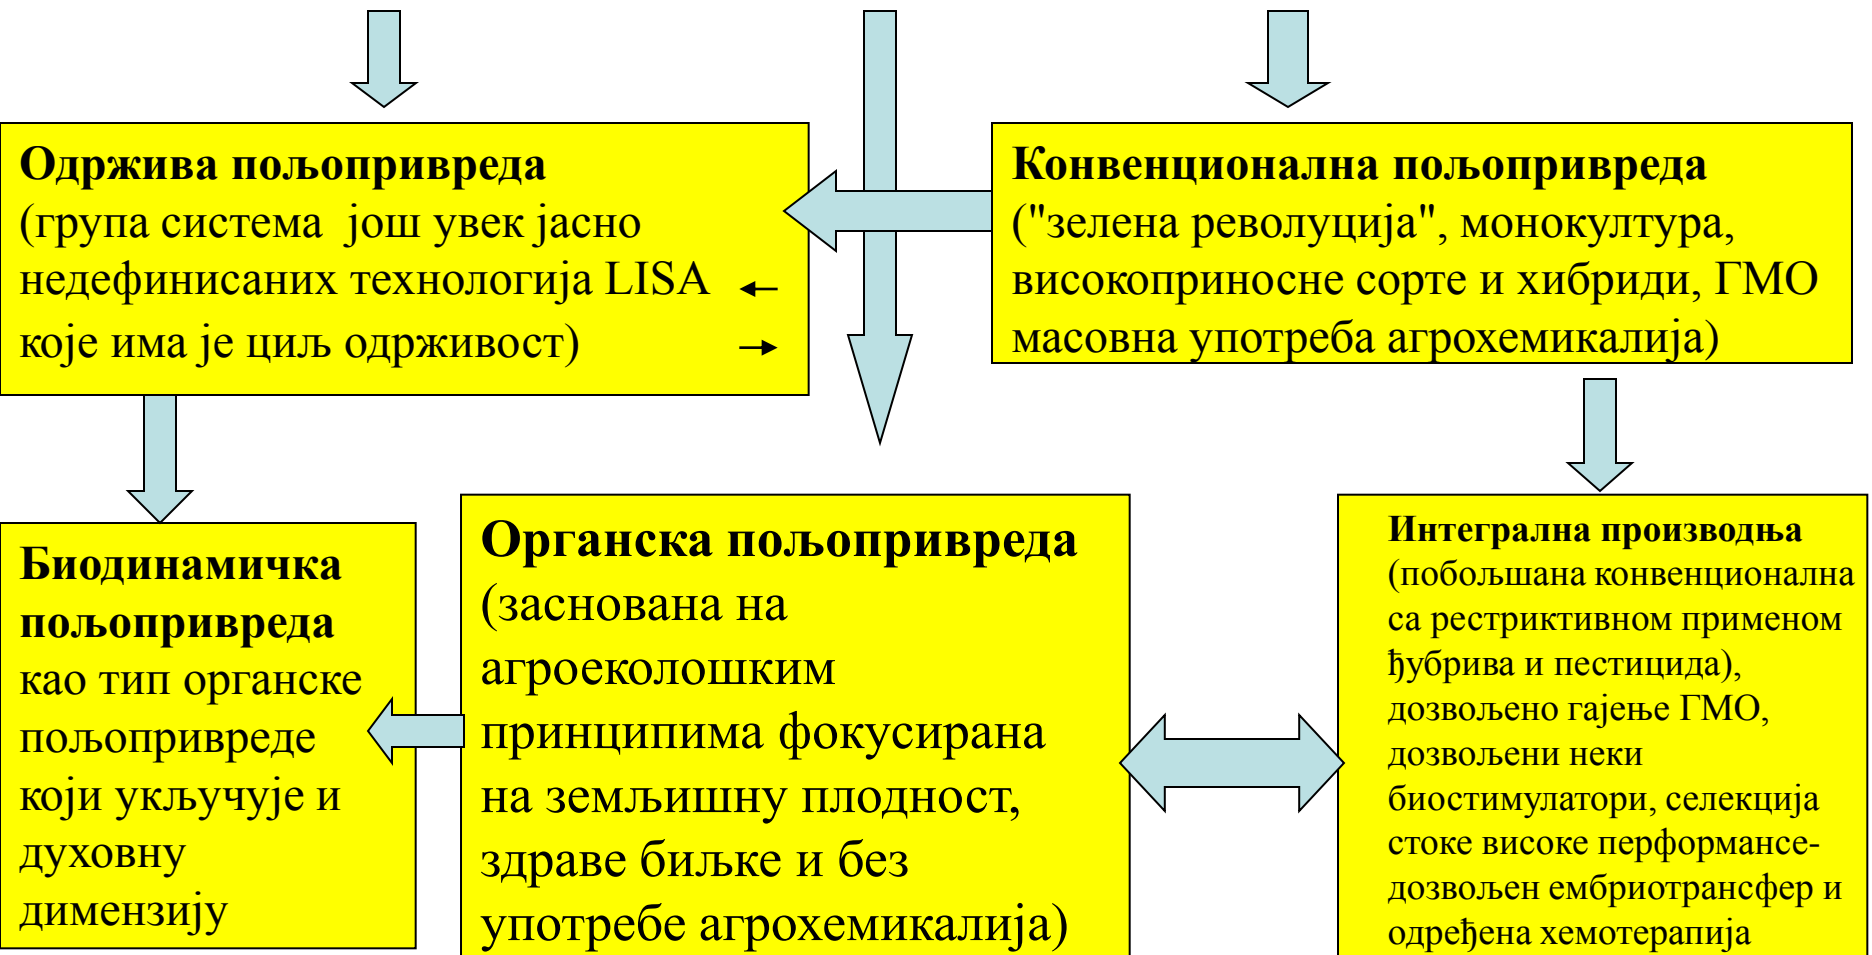 Одржива пољопривреда
(група система  још увек јасно
недефинисаних технологија LISA
које има је циљ одрживост)
Конвенционална пољопривреда
("зелена револуција", монокултура,
високоприносне сорте и хибриди, ГМО
масовна употреба агрохемикалија)
Биодинамичка
пољопривреда
као тип органске
пољопривреде
који укључује и
духовну
димензију
Органска пољопривреда
(заснована на
агроеколошким
принципима фокусирана
на земљишну плодност,
здраве биљке и без
употребе агрохемикалија)
Интегрална производња
(побољшана конвенционална
са рестриктивном применом
ђубрива и пестицида),
дозвољено гајење ГМО,
дозвољени неки
биостимулатори, селекција
стоке високе перформансе-
дозвољен ембриотрансфер и
одређена хемотерапија